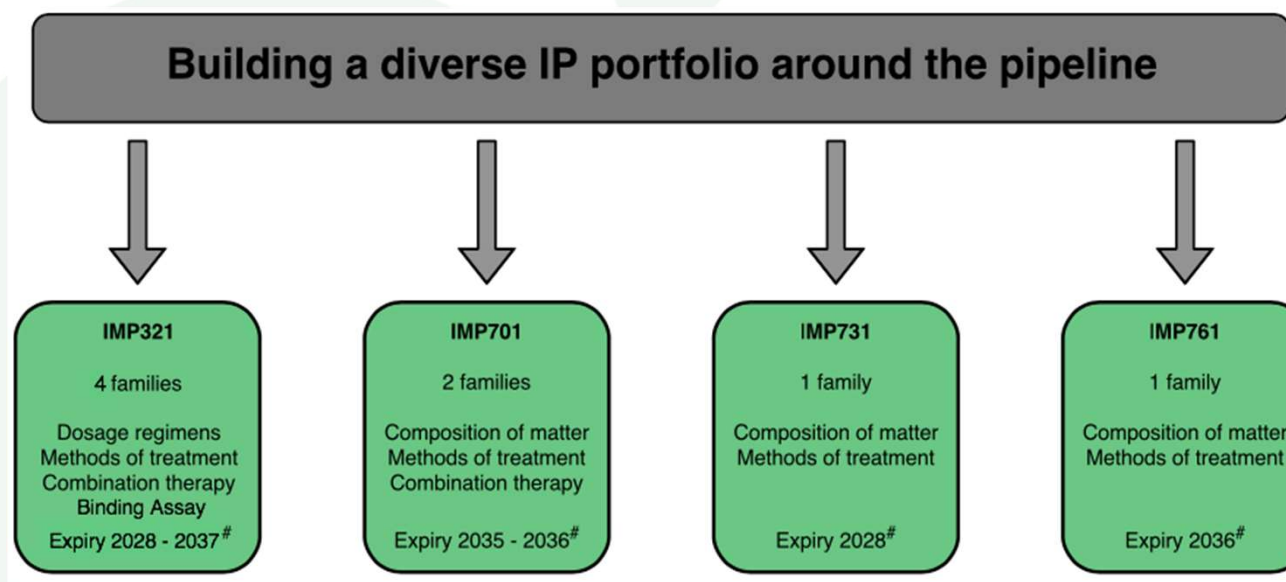 Building a diverse IP portfolio around the pipeline
IMP321
4 families
Dosage regimens
Methods of treatment
Combination therapy
Binding Assay
Expiry 2028 - 2037#
IMP701
2 families
Composition of matter
Methods of treatment
Combination therapy
Expiry 2035 - 2036#
IMP731
1 family
Composition of matter
Methods of treatment
Expiry 2028#
IMP761
1 family
Composition of matter
Methods of treatment
Expiry 2036#